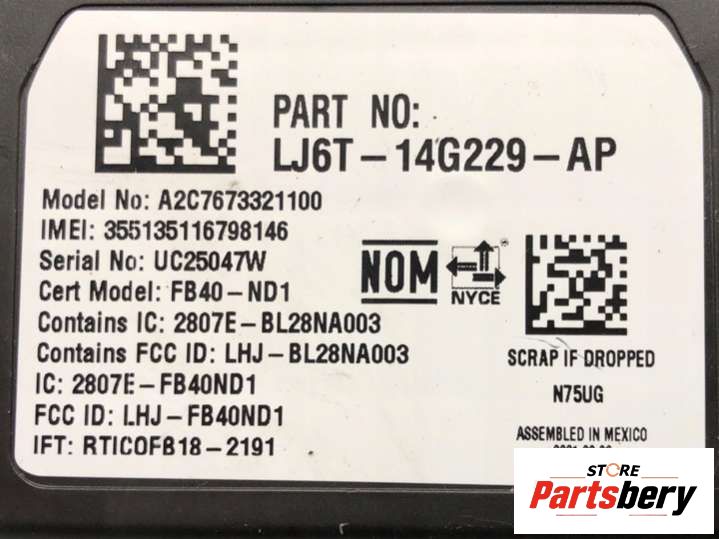 PART NO:
LJ6T-14G229-AP
Model No: A2C7673321100
IMEI: 355135116798146
Serial No: UC25047W
Cert Model: FB40-ND1
Contains IC: 2807E-BL28NA003
Contains FCC ID: LHJ-BL28NA003
IC: 2807E-FB40ND1
FCC ID: LHJ-FB40ND1
IFT: RTICOFB18-2191
NOM
NYCE
SCRAP IF DROPPED
N75UG
ASSEMBLED IN MEXICO
STORE
Partsbery